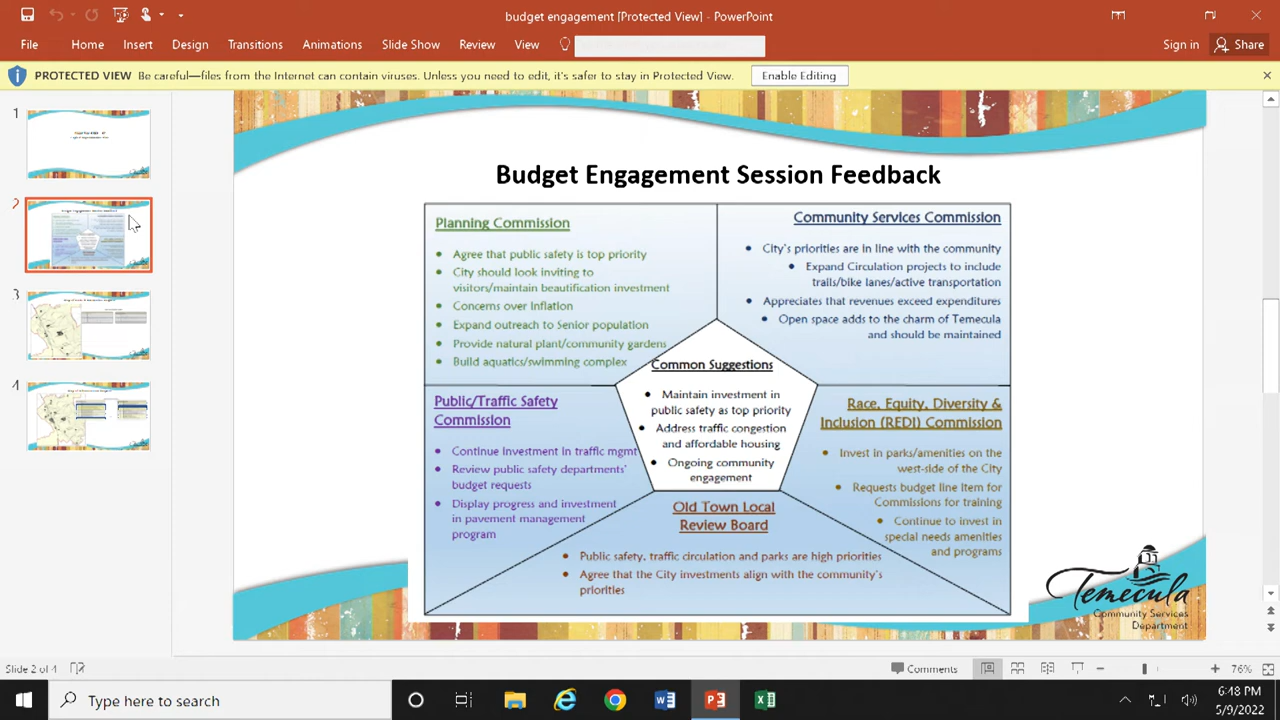 budget engagement [Protected View] - PowerPoint
File Home Insert Design Transitions Animations Slide Show Review View
Sign in Share
PROTECTED VIEW Be careful—files from the Internet can contain viruses. Unless you need to edit, it's safer to stay in Protected View. Enable Editing
1
2
3
4
Budget Engagement Session Feedback
Planning Commission
• Agree that public safety is top priority
• City should look inviting to
visitors/maintain beautification investment
• Concerns over Inflation
• Expand outreach to Senior population
• Provide natural plant/community gardens
• Build aquatics/swimming complex
Community Services Commission
• City's priorities are in line with the community
• Expand Circulation projects to include
trails/bike lanes/active transportation
• Appreciates that revenues exceed expenditures
• Open space adds to the charm of Temecula
and should be maintained
Common Suggestions
• Maintain investment in
public safety as top priority
• Address traffic congestion
and affordable housing
• Ongoing community
engagement
Public/Traffic Safety
Commission
• Continue Investment in traffic mgmt
• Review public safety departments'
budget requests
• Display progress and investment
in pavement management
program
Race, Equity, Diversity &
Inclusion (REDI) Commission
• Invest in parks/amenities on the
west-side of the City
• Requests budget line item for
Commissions for training
• Continue to invest in
special needs amenities
and programs
Old Town Local
Review Board
• Public safety, traffic circulation and parks are high priorities
• Agree that the City investments align with the community's
priorities
Temecula
Community Services
Department
Slide 2 of 4
Comments
76%
Type here to search
6:48 PM
5/9/2022